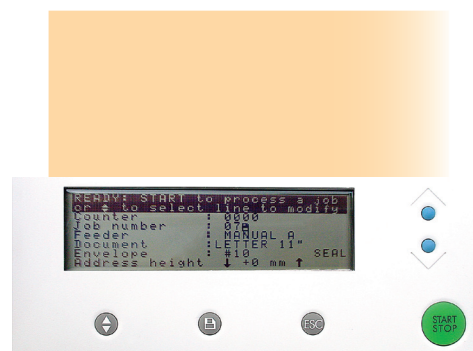 READY: START to process a job
or ⬍ to select line to modify
Counter : 0000
Job number : 07
Feeder : MANUAL A
Document :LETTER 11"
Envelope : #10 SEAL
Address height ↓ +0 mm ↑
ESC
START
STOP